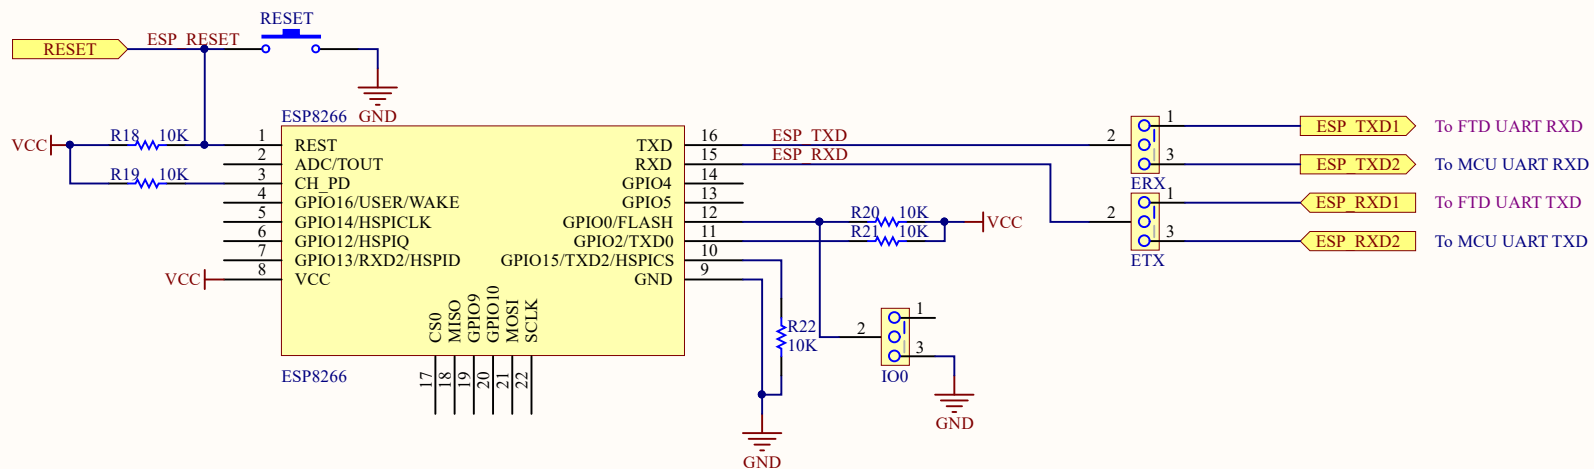 RESET
RESET
ESP_RESET
GND
VCC
R18 10K
R19 10K
ESP8266
1 REST
2 ADC/TOUT
3 CH_PD
4 GPIO16/USER/WAKE
5 GPIO14/HSPICLK
6 GPIO12/HSPIQ
7 GPIO13/RXD2/HSPID
8 VCC
VCC
TXD 16
RXD 15
GPIO4 14
GPIO5 13
GPIO0/FLASH 12
GPIO2/TXD0 11
GPIO15/TXD2/HSPICS 10
GND 9
CS0 17
MISO 18
GPIO9 19
GPIO10 20
MOSI 21
SCLK 22
ESP8266
ESP_TXD
ESP_RXD
R20 10K
R21 10K
VCC
R22
10K
GND
1
2
3
IO0
GND
1
2
3
ERX
1
2
3
ETX
ESP_TXD1 To FTD UART RXD
ESP_TXD2 To MCU UART RXD
ESP_RXD1 To FTD UART TXD
ESP_RXD2 To MCU UART TXD